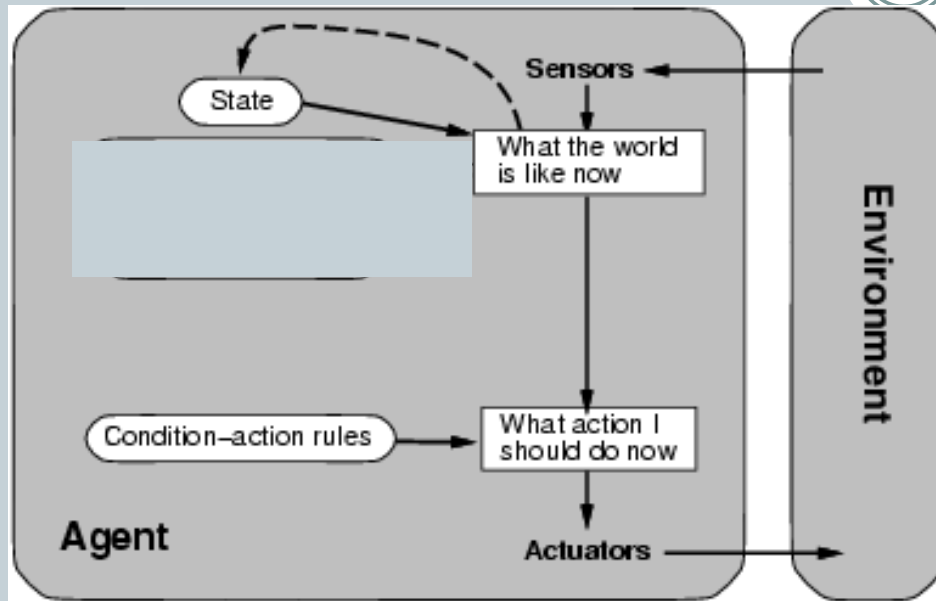 Sensors
State
What the world
is like now
Environment
Condition–action rules
What action I
should do now
Agent
Actuators